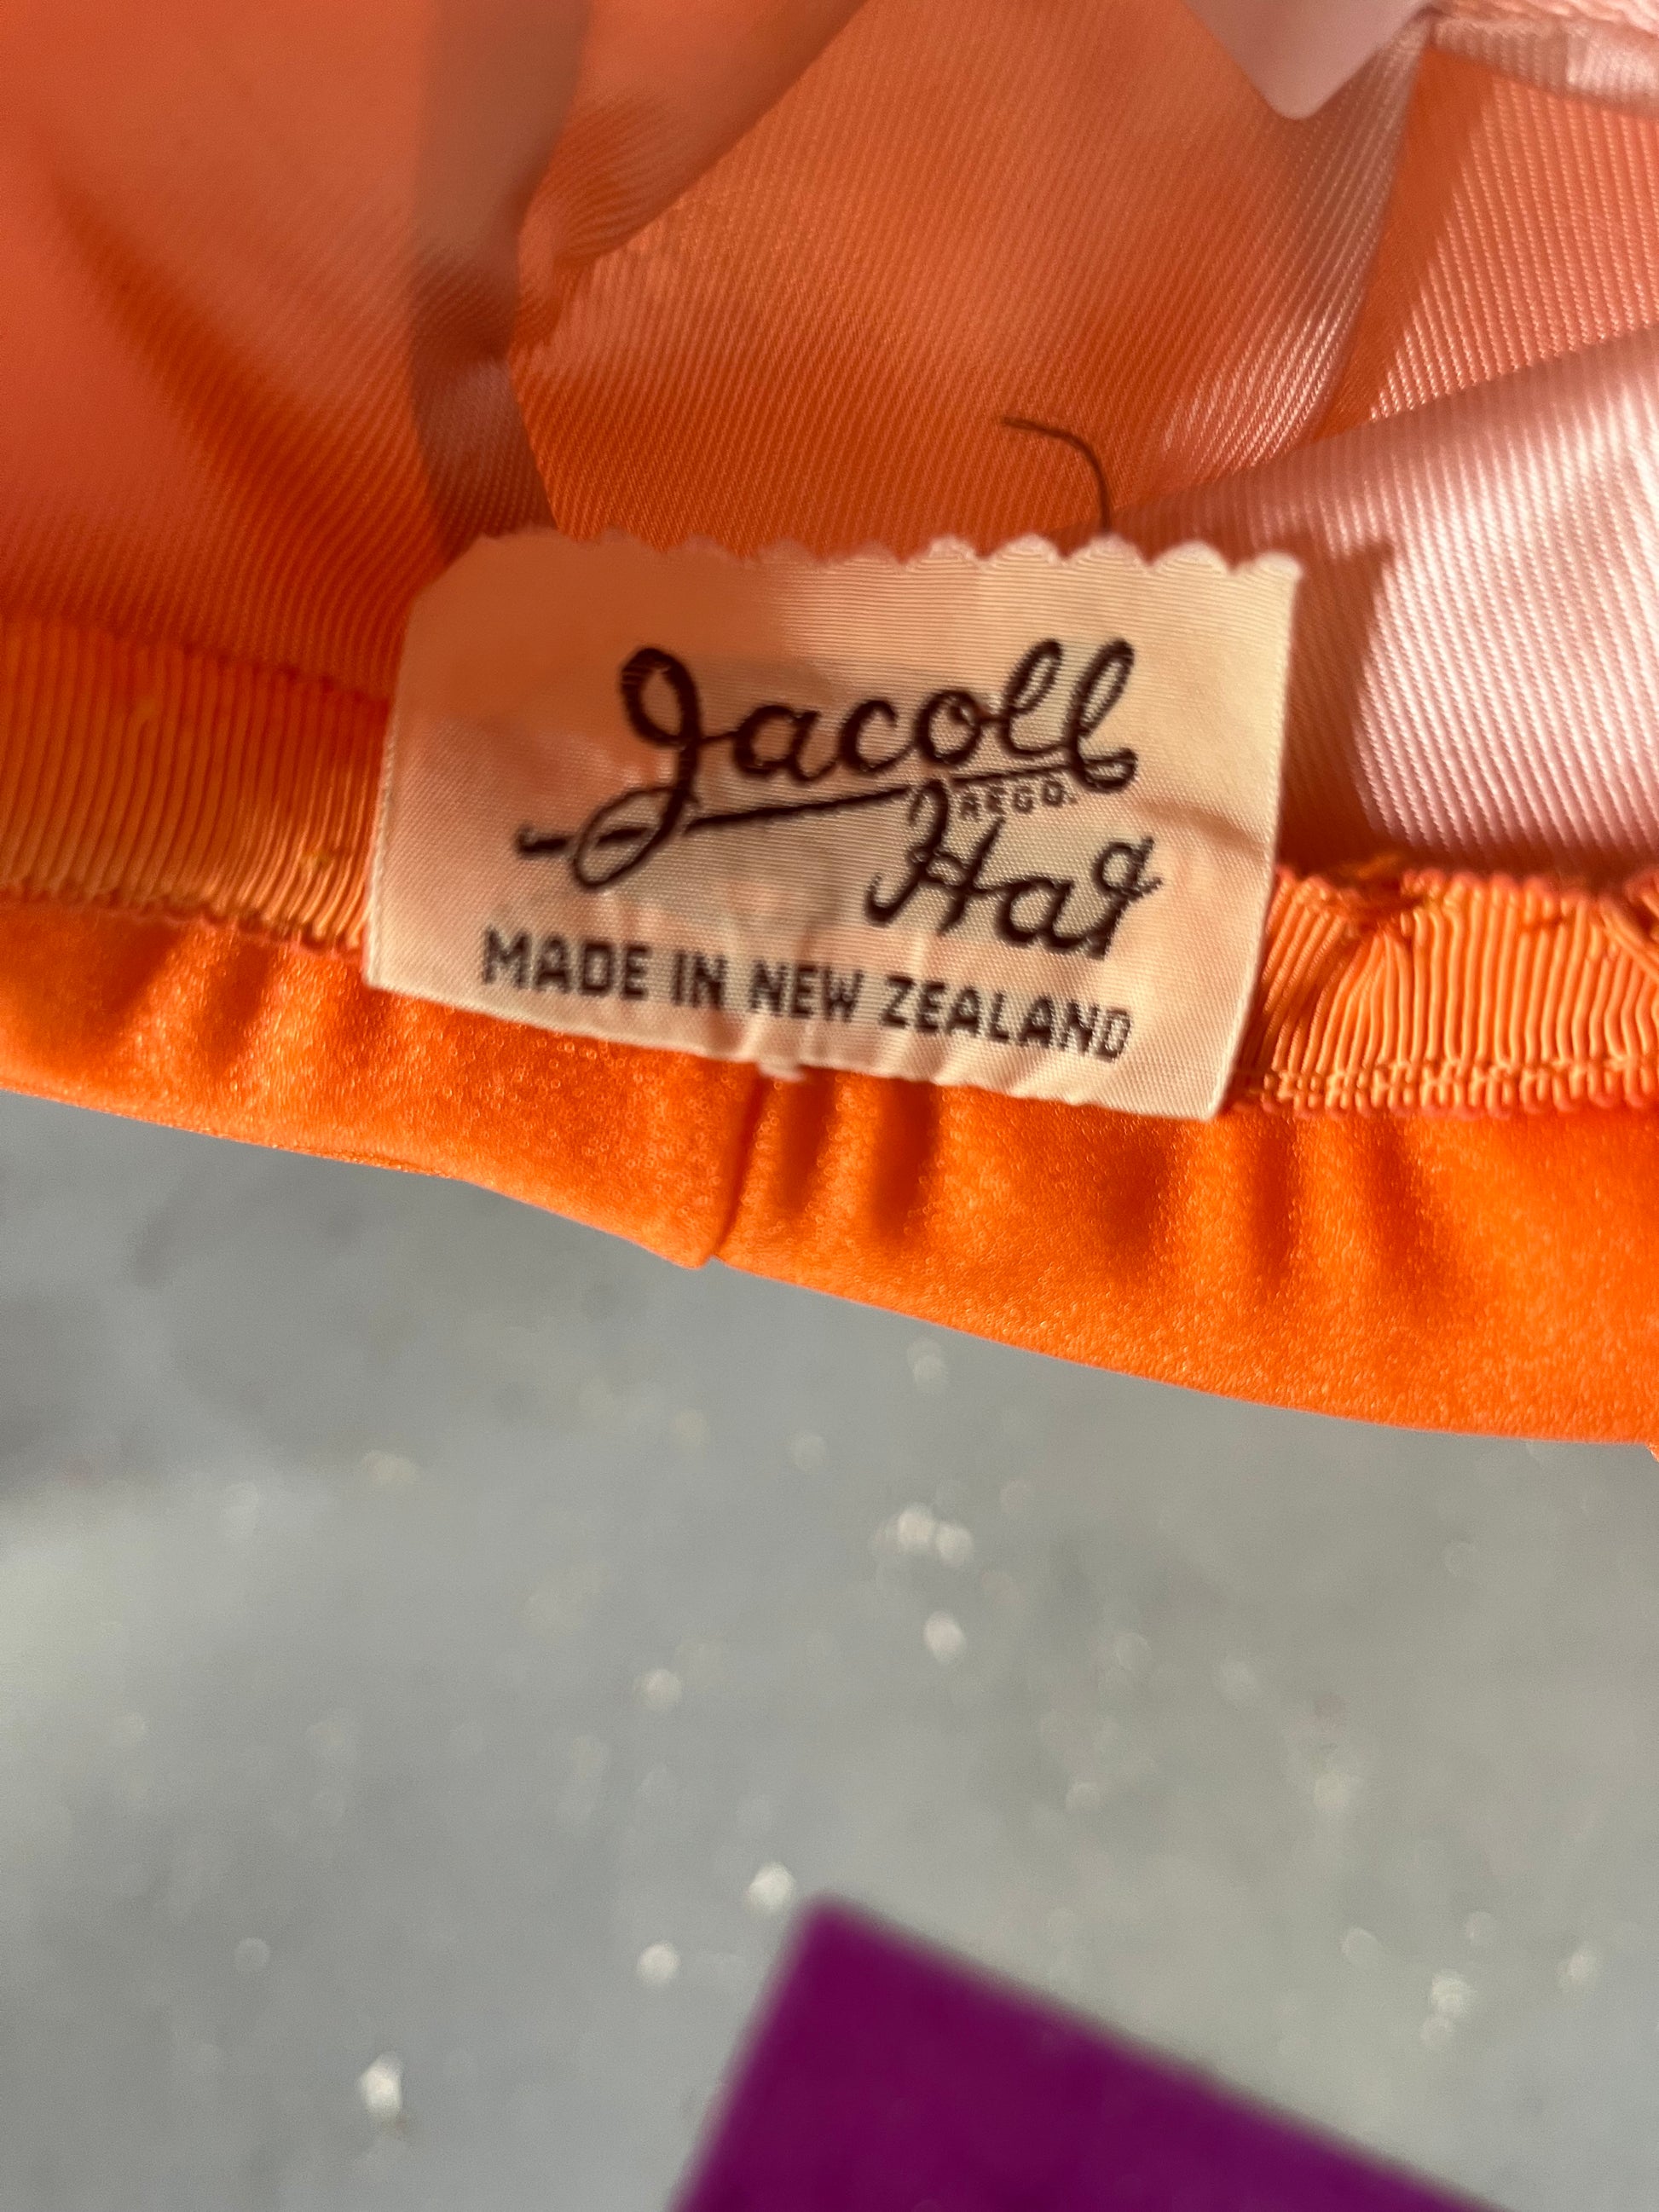 Jacoll
REGD.
Hat
MADE IN NEW ZEALAND